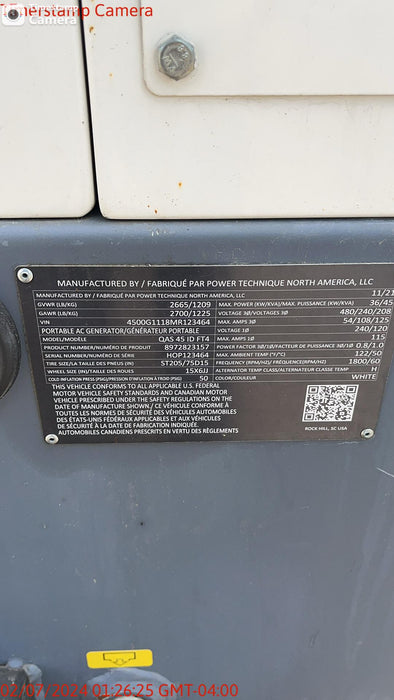 Timerstamp Camera
Camera
MANUFACTURED BY / FABRIQUÉ PAR POWER TECHNIQUE NORTH AMERICA, LLC
MANUFACTURED BY / FABRIQUÉ PAR POWER TECHNIQUE NORTH AMERICA, LLC 11/21
GVWR (LB/KG) 2665/1209 MAX. POWER (KW/KVA)/MAX. PUISSANCE (KW/KVA) 36/45
GAWR (LB/KG) 2700/1225 VOLTAGE 3Ø/VOLTAGES 3Ø 480/240/208
VIN 4500G1118MR123464 MAX. AMPS 3Ø 54/108/125
PORTABLE AC GENERATOR/GÉNÉRATEUR PORTABLE VOLTAGE 1Ø 240/120
MODEL/MODÈLE QAS 45 ID FT4 MAX. AMPS 1Ø 115
PRODUCT NUMBER/NUMÉRO DE PRODUIT 8972823157 POWER FACTOR 3Ø/1Ø/FACTEUR DE PUISSANCE 3Ø/1Ø 0.8/1.0
SERIAL NUMBER/NUMÉRO DE SÉRIE HOP123464 MAX. AMBIENT TEMP (°F/°C) 122/50
TIRE SIZE/LA TAILLE DES PNEUS ST205/75D15 FREQUENCY (RPM/HZ)/ FRÉQUENCE(RPM/HZ) 1800/60
WHEEL SIZE (IN)/TAILLE DES ROUES 15X6JJ ALTERNATOR TEMP CLASS/ALTERNATEUR TEMP CLASSE H
COLD INFLATION PRESS (PSI)/PRESSION D'INFLATION À FROID (PSIG) 50 COLOR/COULEUR WHITE
THIS VEHICLE CONFORMS TO ALL APPLICABLE U.S. FEDERAL
MOTOR VEHICLE SAFETY STANDARDS AND CANADIAN
VEHICLE PRESCRIBED UNDER THE SAFETY REGULATIONS ON THE
DATE OF MANUFACTURE SHOWN / CE VÉHICULE CONFORME À
TOUTES LES NORMES DE SÉCURITÉ DES VÉHICULES AUTOMOBILES
DES ÉTATS-UNIS FÉDÉRAUX APPLICABLES ET AUX VÉHICULES
DE SÉCURITÉ À LA DATE DE FABRICATION INDIQUÉE.
AUTOMOBILES CANADIENS PRESCRITS EN VERTU DES RÈGLEMENTS
ROCK HILL, SC USA
02/07/2024 01:26:25 GMT-04:00